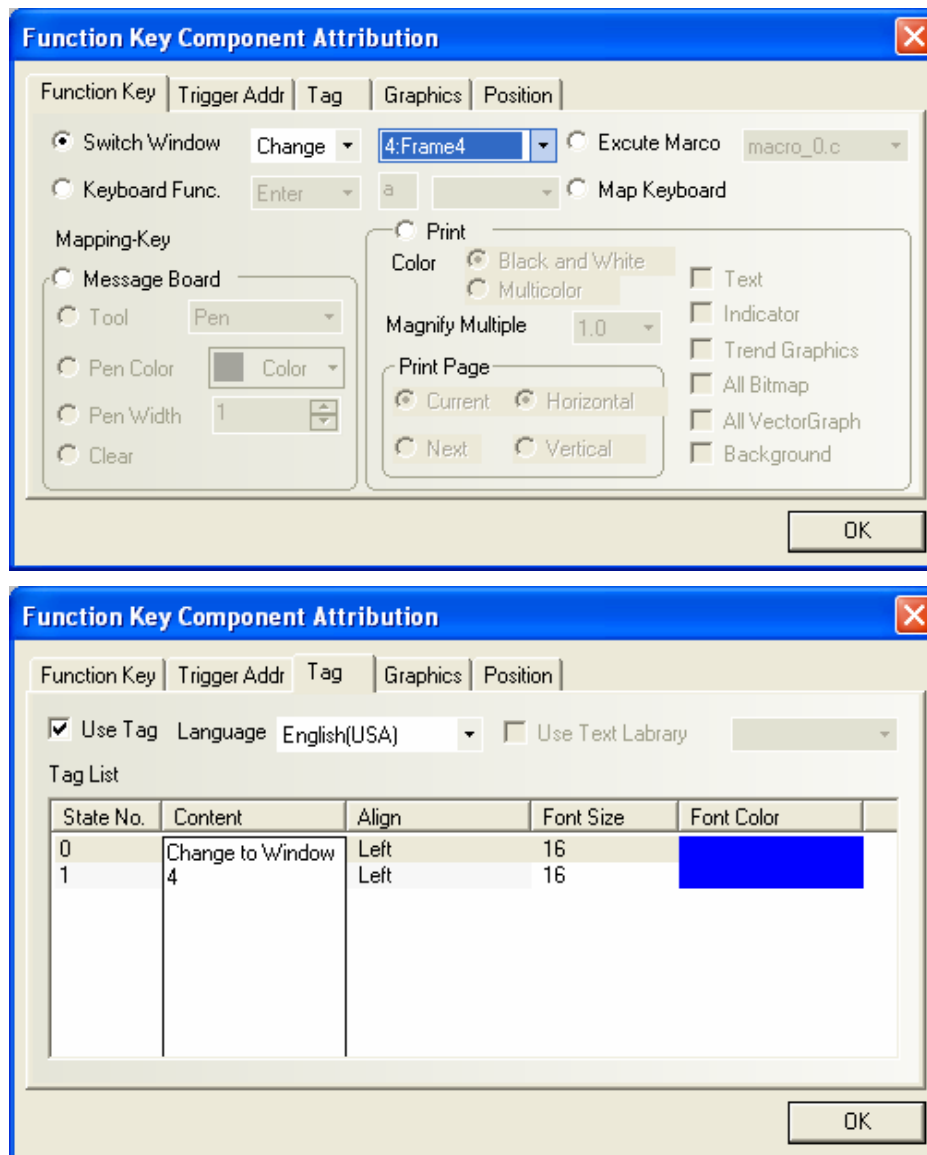 Function Key Component Attribution
Function Key Trigger Addr Tag Graphics Position
Switch Window Change 4:Frame4 Excute Marco macro_0.c
Keyboard Func. Enter a Map Keyboard
Mapping-Key
Print
Message Board
Color Black and White
Multicolor
Text
Tool Pen
Indicator
Magnify Multiple 1.0
Trend Graphics
Pen Color Color
Print Page
All Bitmap
Current Horizontal
Pen Width 1
All VectorGraph
Clear
Next Vertical
Background
OK
Function Key Component Attribution
Function Key Trigger Addr Tag Graphics Position
Use Tag Language English(USA) Use Text Labrary
Tag List
State No. Content Align Font Size Font Color
0 Change to Window Left 16
1 4 Left 16
OK